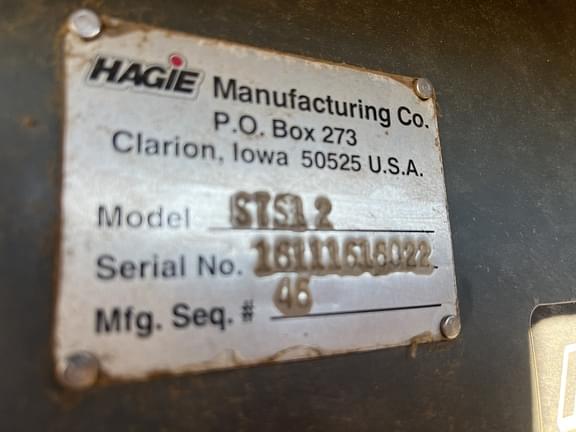 HAGIE Manufacturing Co.
P.O. Box 273
Clarion, Iowa 50525 U.S.A.
Model STS12
Serial No.
Mfg. Seq. #: 46